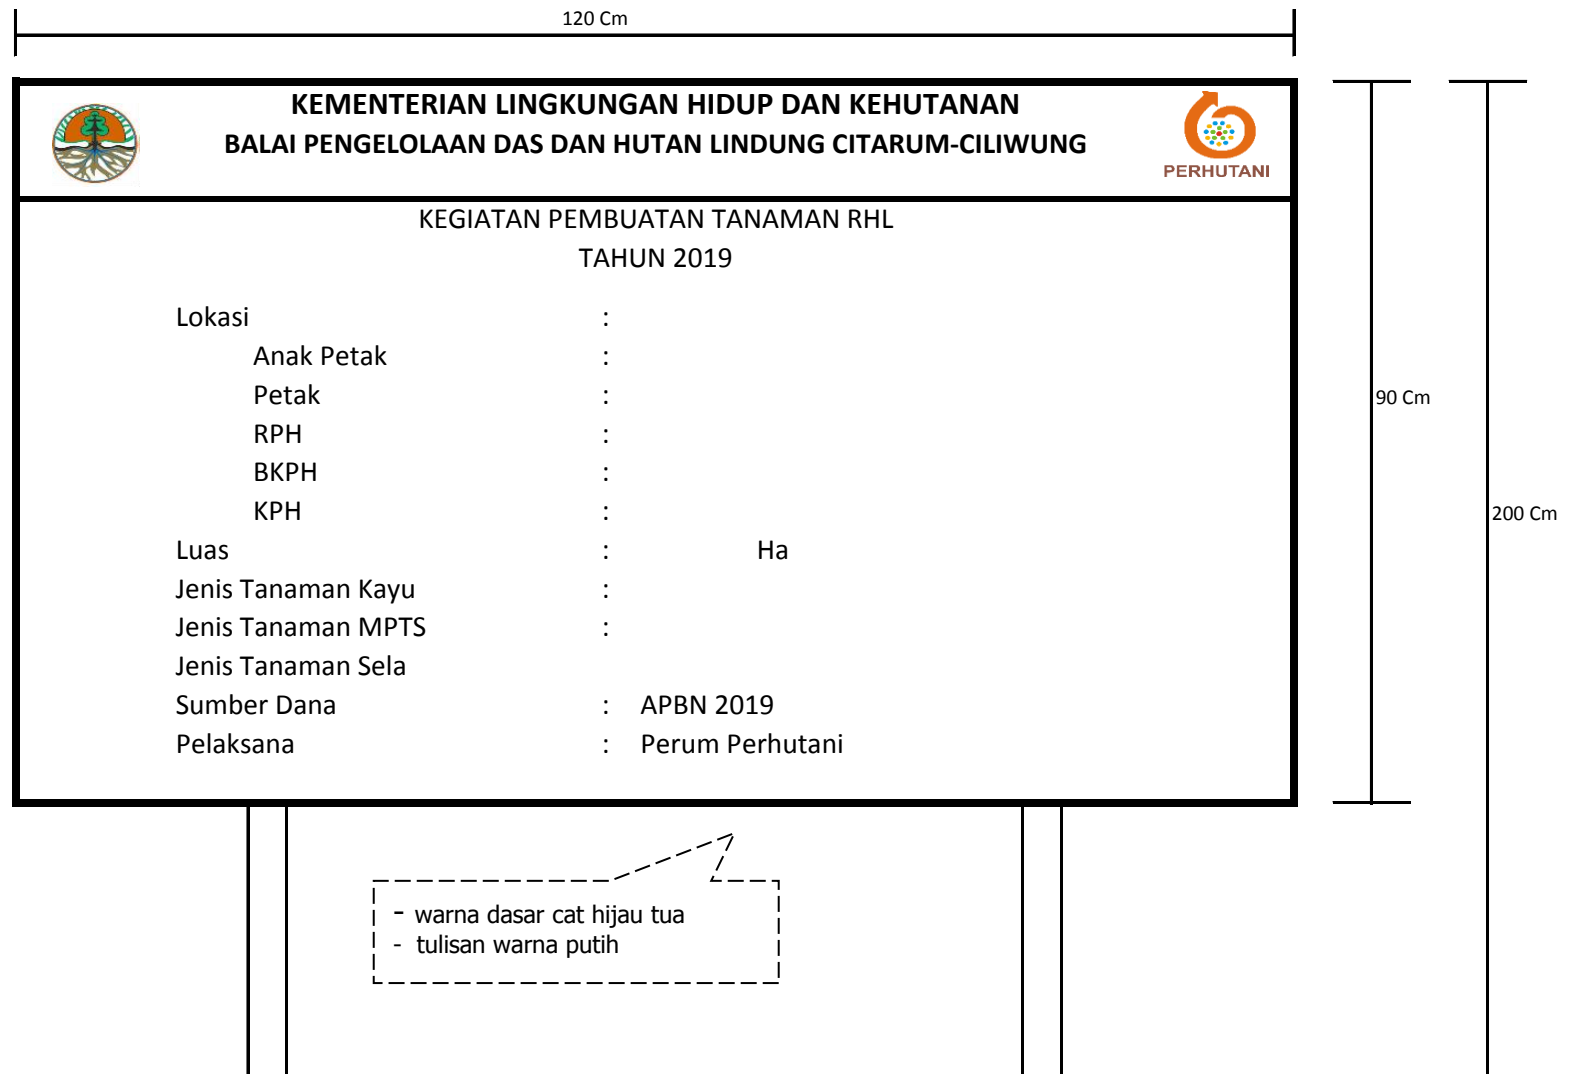 120 Cm
KEMENTERIAN LINGKUNGAN HIDUP DAN KEHUTANAN
BALAI PENGELOLAAN DAS DAN HUTAN LINDUNG CITARUM-CILIWUNG
PERHUTANI
KEGIATAN PEMBUATAN TANAMAN RHL
TAHUN 2019
Lokasi :
Anak Petak :
Petak :
RPH :
BKPH :
KPH :
Luas : Ha
Jenis Tanaman Kayu :
Jenis Tanaman MPTS :
Jenis Tanaman Sela
Sumber Dana : APBN 2019
Pelaksana : Perum Perhutani
90 Cm
200 Cm
- warna dasar cat hijau tua
- tulisan warna putih